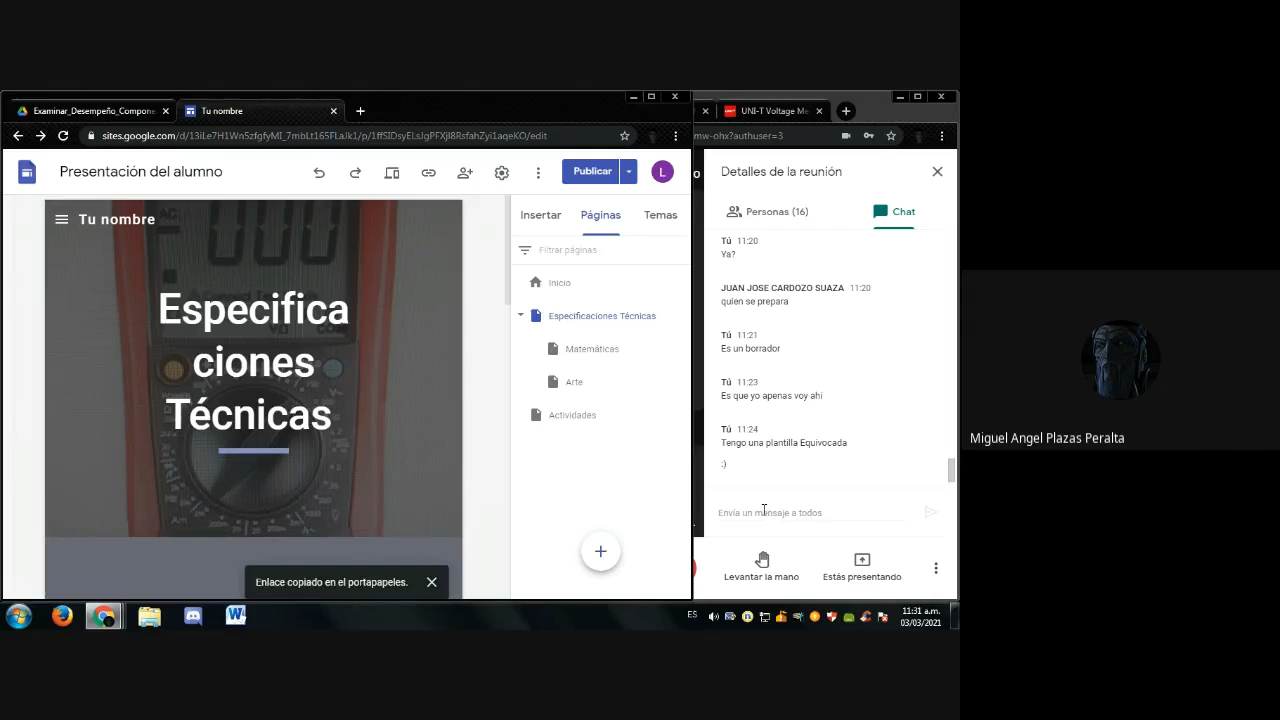 Examinar_Desempeño_Compone
Tu nombre
UNI-T Voltage Me
sites.google.com/d/13iLe7H1Wn5zfgfyMI_7mbLt165FLaJk1/p/1ffSIDsyELsJgPFXjl8RsfahZyi1aqeKO/edit
mw-ohx?authuser=3
Presentación del alumno
Publicar
L
Detalles de la reunión
Tu nombre
Insertar
Páginas
Temas
Personas (16)
Chat
Filtrar páginas
Inicio
Especificaciones Técnicas
Matemáticas
Arte
Actividades
Especifica
ciones
Técnicas
Enlace copiado en el portapapeles.
Tú 11:20
Ya?
JUAN JOSE CARDOZO SUAZA 11:20
quien se prepara
Tú 11:21
Es un borrador
Tú 11:23
Es que yo apenas voy ahi
Tú 11:24
Tengo una plantilla Equivocada
:)
Envía un mensaje a todos
Levantar la mano
Estás presentando
Miguel Angel Plazas Peralta
ES
11:31 a.m.
03/03/2021